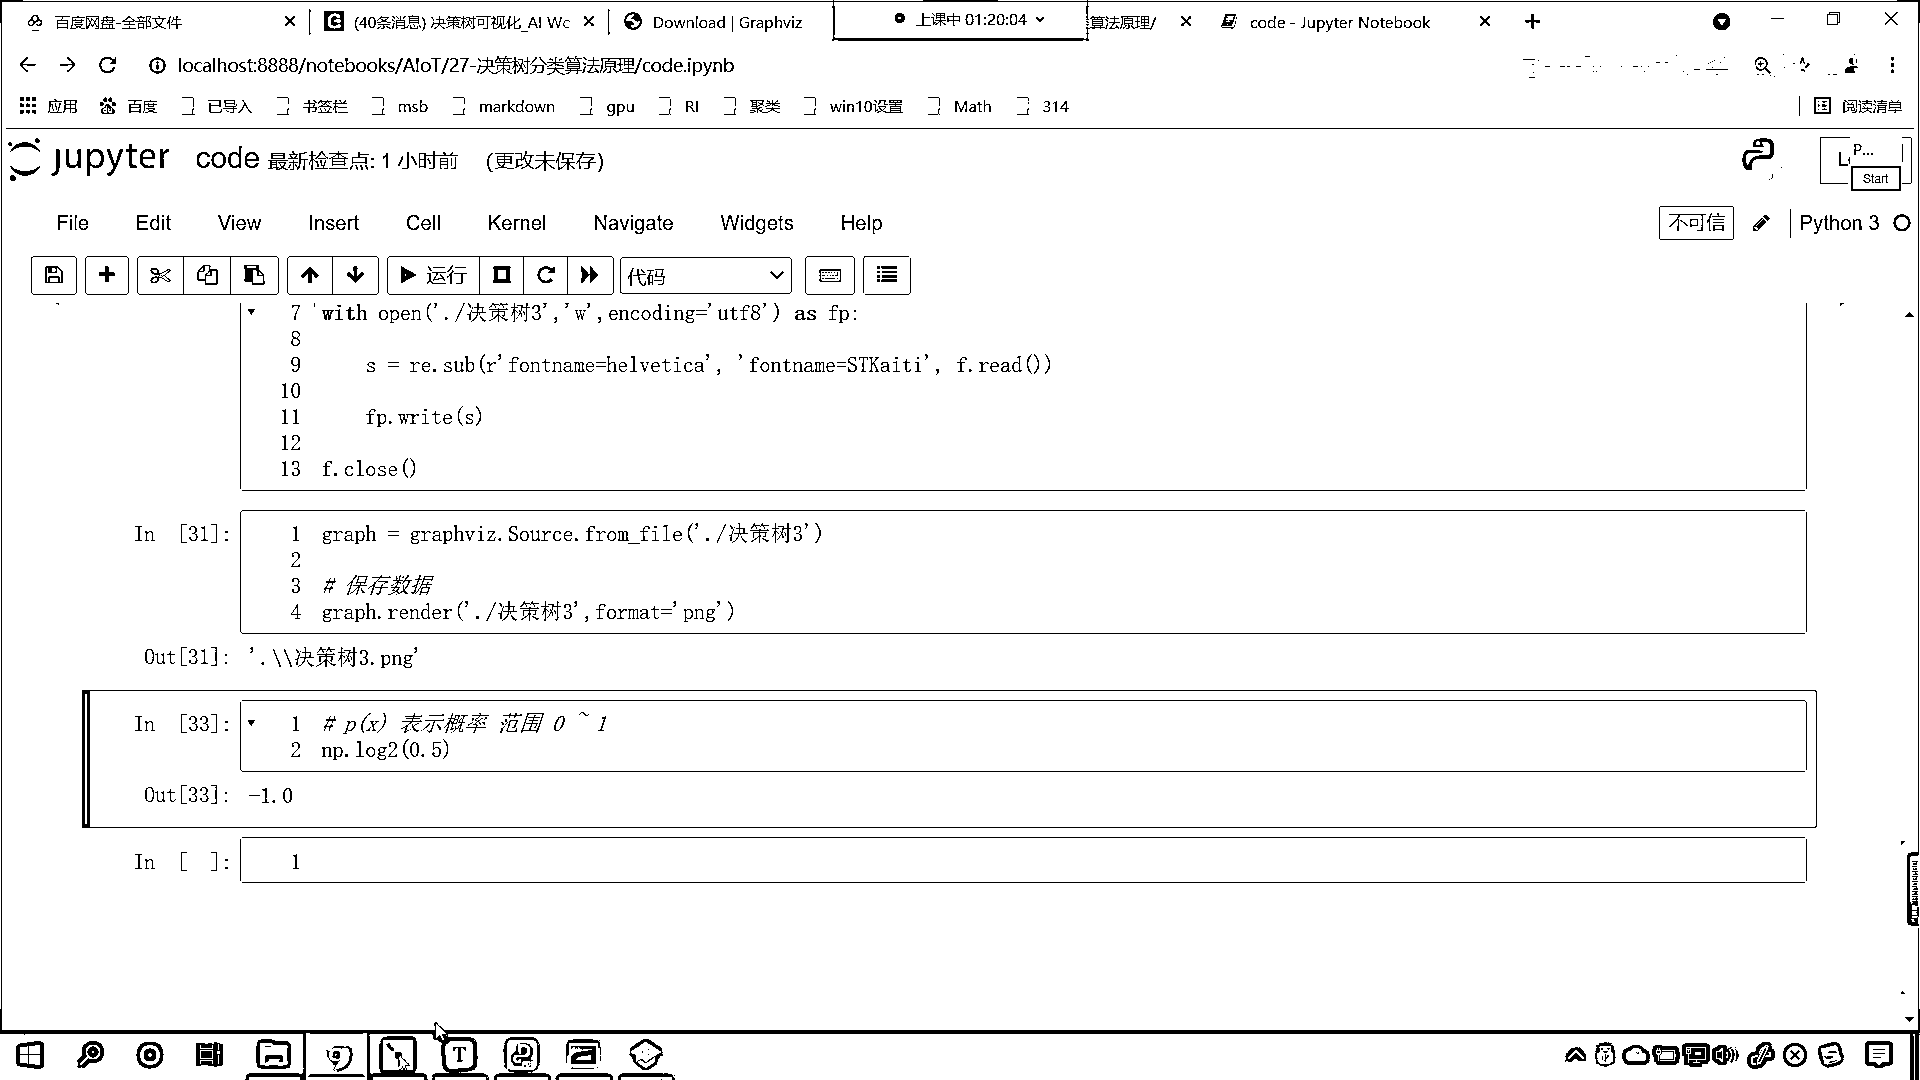 百度网盘-全部文件
(40条消息) 决策树可视化_AI Wc
Download | Graphviz
上课中 01:20:04
算法原理/
code - Jupyter Notebook
localhost:8888/notebooks/AIoT/27-决策树分类算法原理/code.ipynb
应用
百度
已导入
书签栏
msb
markdown
gpu
RI
聚类
win10设置
Math
314
阅读清单
jupyter code 最新检查点: 1 小时前 (更改未保存)
P...
Start
File Edit View Insert Cell Kernel Navigate Widgets Help
不可信
Python 3
运行
代码
7 with open('./决策树3','w',encoding='utf8') as fp:
8
9 s = re.sub(r'fontname=helvetica', 'fontname=STKaiti', f.read())
10
11 fp.write(s)
12
13 f.close()
In [31]:
1 graph = graphviz.Source.from_file('./决策树3')
2
3 # 保存数据
4 graph.render('./决策树3',format='png')
Out[31]: '.\\决策树3.png'
In [33]:
1 # p(x) 表示概率 范围 0 ~ 1
2 np.log2(0.5)
Out[33]: -1.0
In [ ]:
1